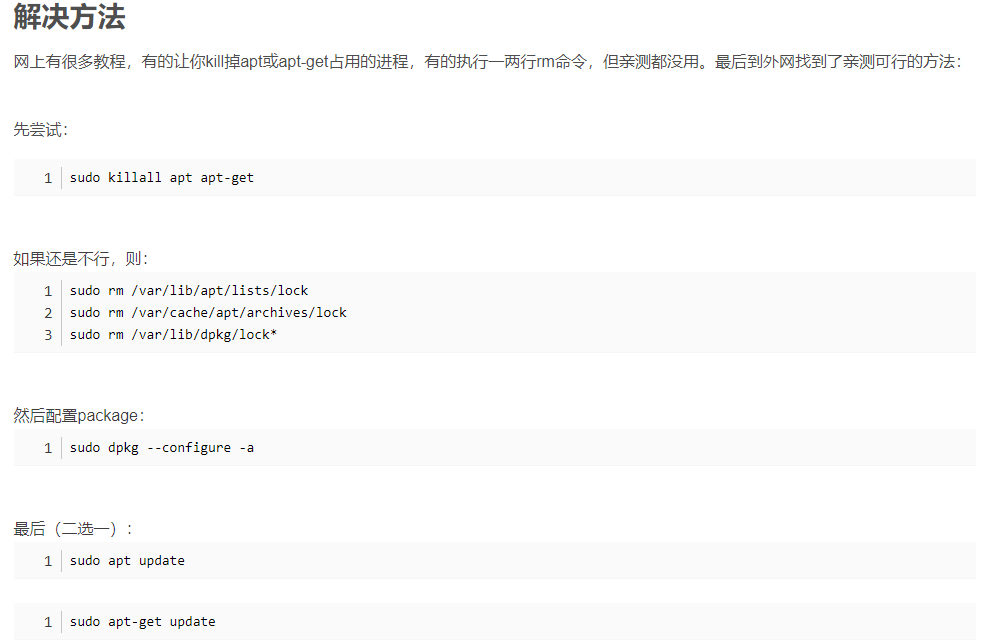 解决方法
网上有很多教程，有的让你kill掉apt或apt-get占用的进程，有的执行一两行rm命令，但亲测都没用。最后到外网找到了亲测可行的方法：
先尝试：
1 sudo killall apt apt-get
如果还是不行，则：
1 sudo rm /var/lib/apt/lists/lock
2 sudo rm /var/cache/apt/archives/lock
3 sudo rm /var/lib/dpkg/lock*
然后配置package：
1 sudo dpkg --configure -a
最后（二选一）：
1 sudo apt update
1 sudo apt-get update